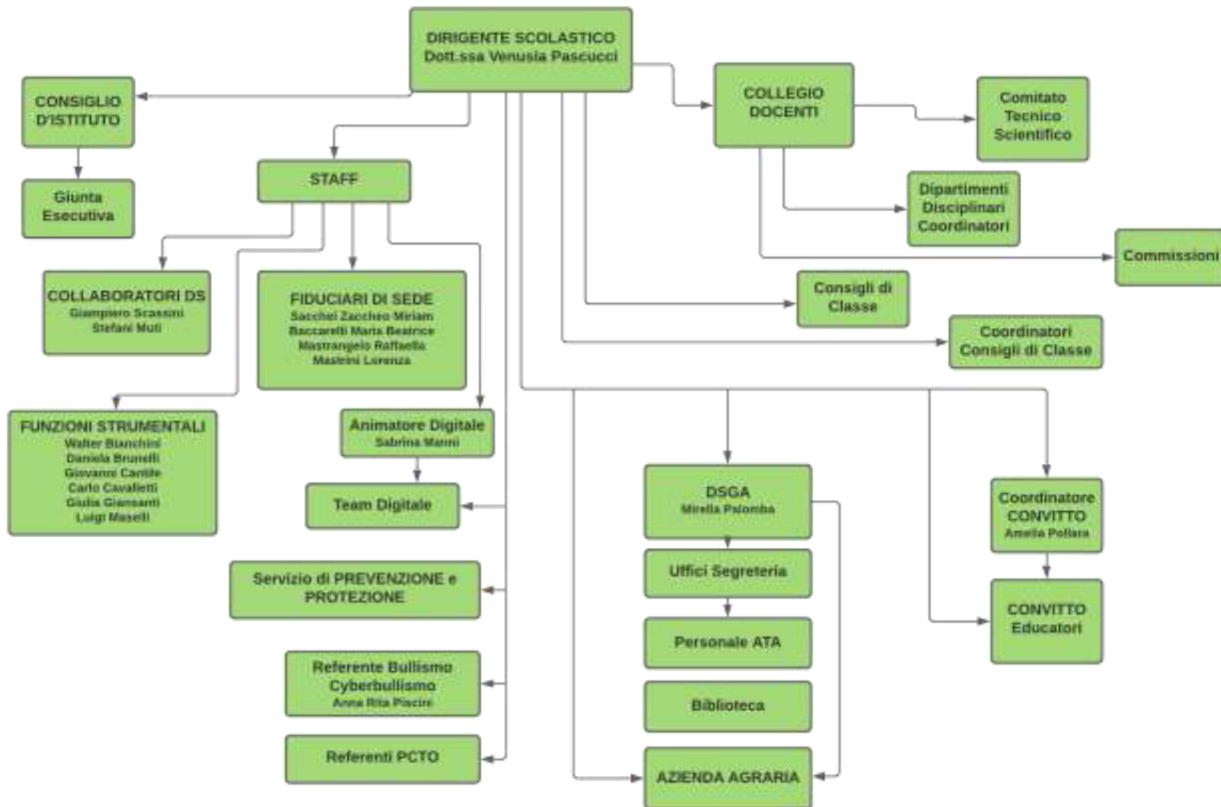 DIRIGENTE SCOLASTICO
Dott.ssa Venusia Pascucci
CONSIGLIO
D'ISTITUTO
Giunta
Esecutiva
STAFF
COLLEGIO
DOCENTI
Comitato
Tecnico
Scientifico
Dipartimenti
Disciplinari
Coordinatori
Commissioni
Consigli di
Classe
Coordinatori
Consigli di Classe
COLLABORATORI DS
Giampiero Scassini
Stefani Muti
FIDUCIARI DI SEDE
Sacchei Zaccheo Miriam
Baccarelli Maria Beatrice
Mastrangelo Raffaella
Mastrini Lorenza
FUNZIONI STRUMENTALI
Walter Bianchini
Daniela Brunelli
Giovanni Cantile
Carlo Cavalletti
Giulia Giansanti
Luigi Maselli
Animatore Digitale
Sabrina Manni
Team Digitale
Servizio di PREVENZIONE e
PROTEZIONE
Referente Bullismo
Cyberbullismo
Anna Rita Piscini
Referenti PCTO
DSGA
Mirella Palomba
Uffici Segreteria
Personale ATA
Biblioteca
AZIENDA AGRARIA
Coordinatore
CONVITTO
Amelia Pollara
CONVITTO
Educatori